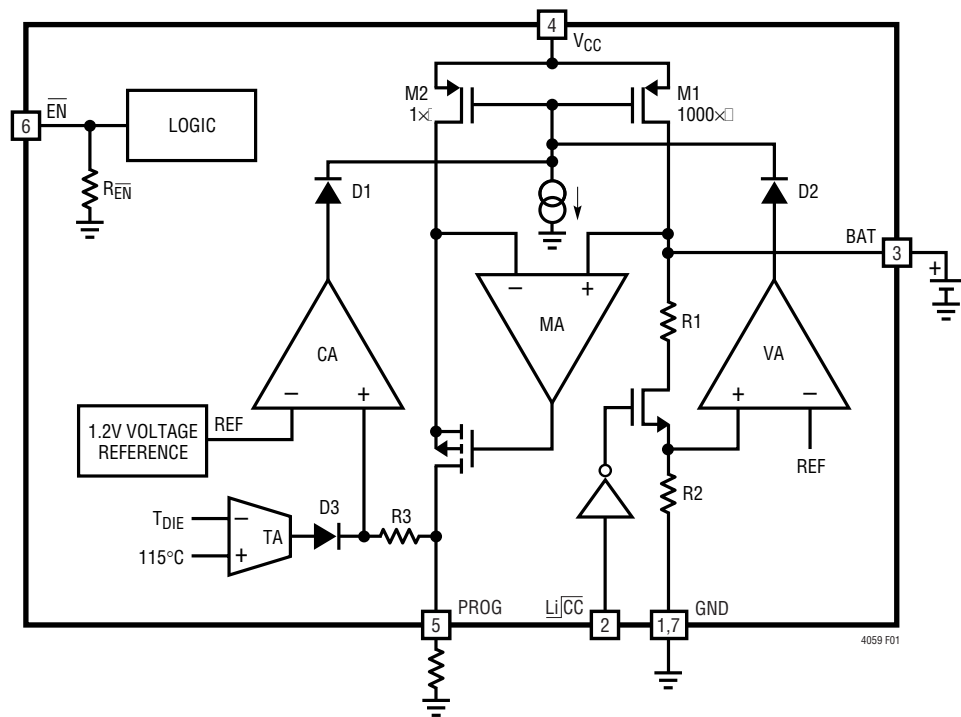 4
VCC
M2
1×
M1
1000×
6
EN
LOGIC
REN
D1
D2
BAT
3
+
− +
MA
R1
CA
− +
VA
+ −
1.2V VOLTAGE
REFERENCE
REF
REF
R2
TDIE
−
TA
D3
R3
115°C
+
PROG
5
Li CC
2
GND
1,7
4059 F01